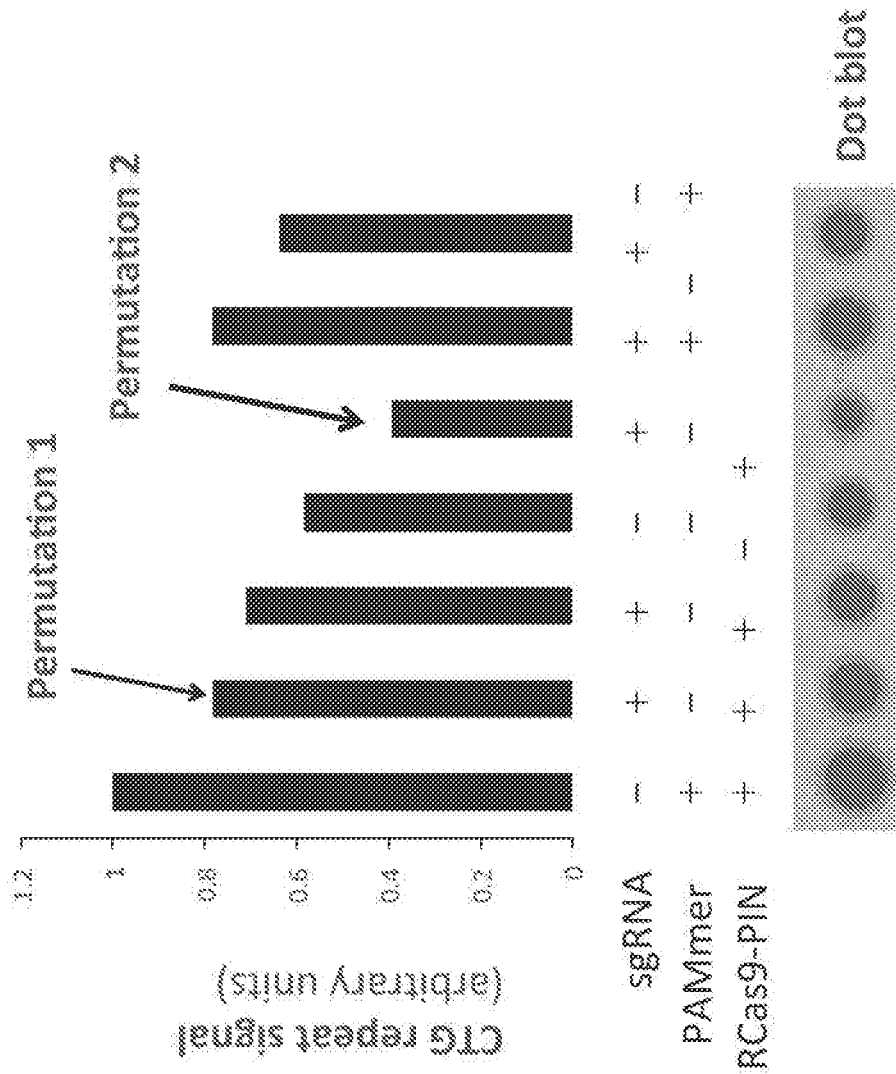 Permutation 1
Permutation 2
CTG repeat signal
(arbitrary units)
1.2
1
0.8
0.6
0.4
0.2
0
sgRNA − + + − + + + −
PAMmer + − − − − + − +
RCas9-PIN + + + − +
Dot blot